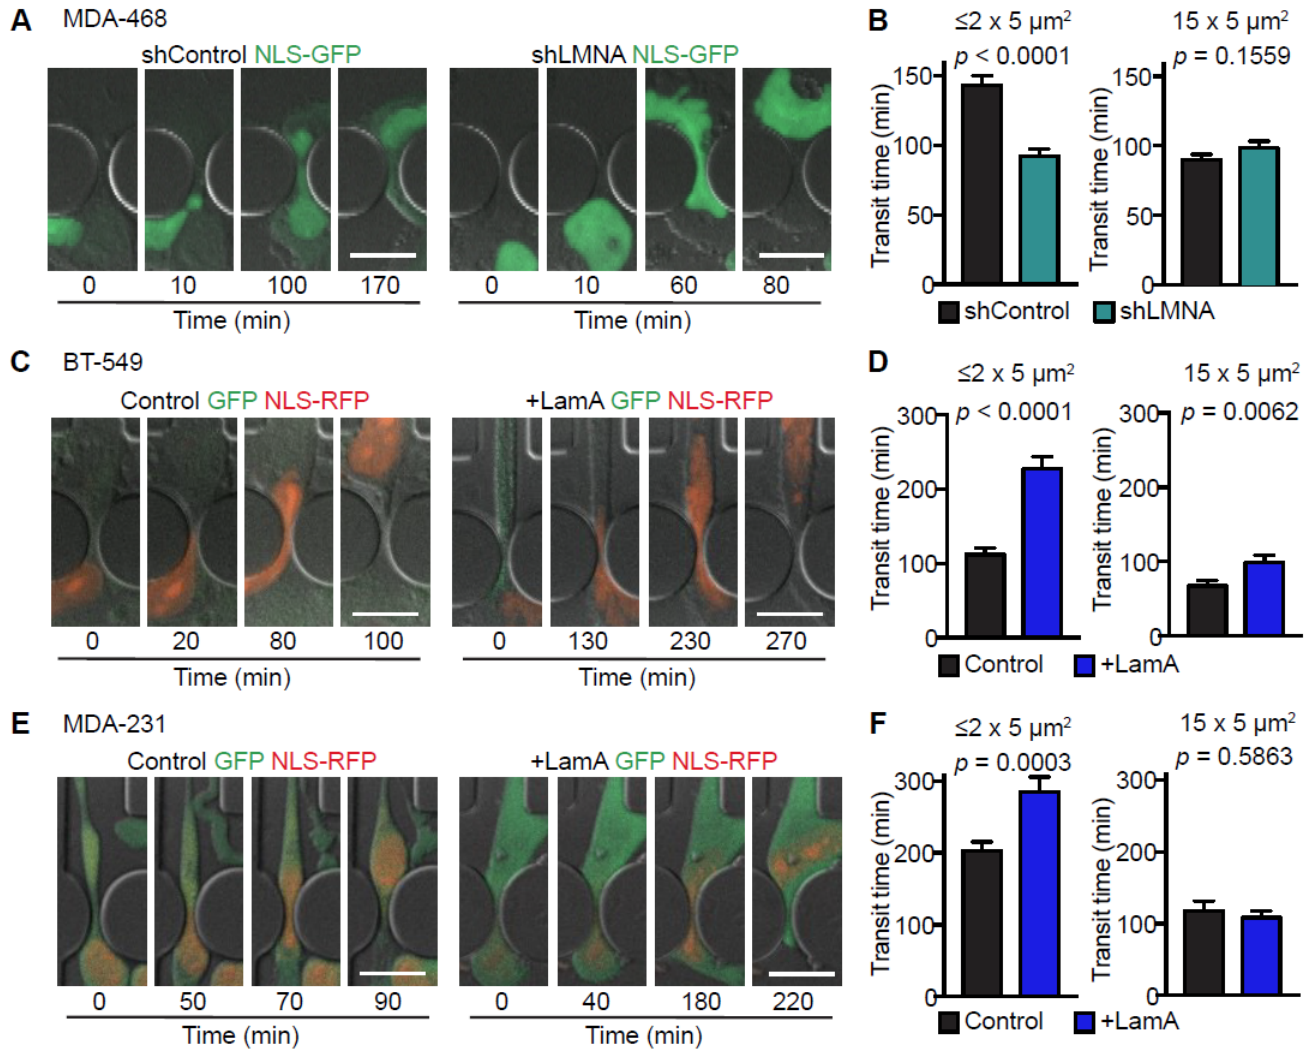 A MDA-468
shControl NLS-GFP
shLMNA NLS-GFP
0 10 100 170
Time (min)
0 10 60 80
Time (min)
B
≤2 x 5 µm²
p < 0.0001
15 x 5 µm²
p = 0.1559
Transit time (min)
150
100
50
0
Transit time (min)
150
100
50
0
shControl shLMNA
C BT-549
Control GFP NLS-RFP
+LamA GFP NLS-RFP
0 20 80 100
Time (min)
0 130 230 270
Time (min)
D
≤2 x 5 µm²
p < 0.0001
15 x 5 µm²
p = 0.0062
Transit time (min)
300
200
100
0
Transit time (min)
300
200
100
0
Control +LamA
E MDA-231
Control GFP NLS-RFP
+LamA GFP NLS-RFP
0 50 70 90
Time (min)
0 40 180 220
Time (min)
F
≤2 x 5 µm²
p = 0.0003
15 x 5 µm²
p = 0.5863
Transit time (min)
300
200
100
0
Transit time (min)
300
200
100
0
Control +LamA